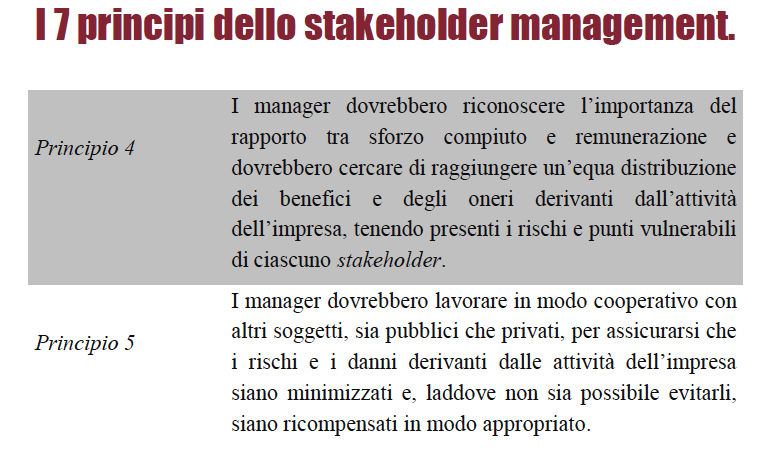 I 7 principi dello stakeholder management.
I manager dovrebbero riconoscere l’importanza del
rapporto tra sforzo compiuto e remunerazione e
Principio 4
dovrebbero cercare di raggiungere un’equa distribuzione
dei benefici e degli oneri derivanti dall’attività
dell’impresa, tenendo presenti i rischi e punti vulnerabili
di ciascuno stakeholder.
I manager dovrebbero lavorare in modo cooperativo con
altri soggetti, sia pubblici che privati, per assicurarsi che
Principio 5
i rischi e i danni derivanti dalle attività dell’impresa
siano minimizzati e, laddove non sia possibile evitarli,
siano ricompensati in modo appropriato.